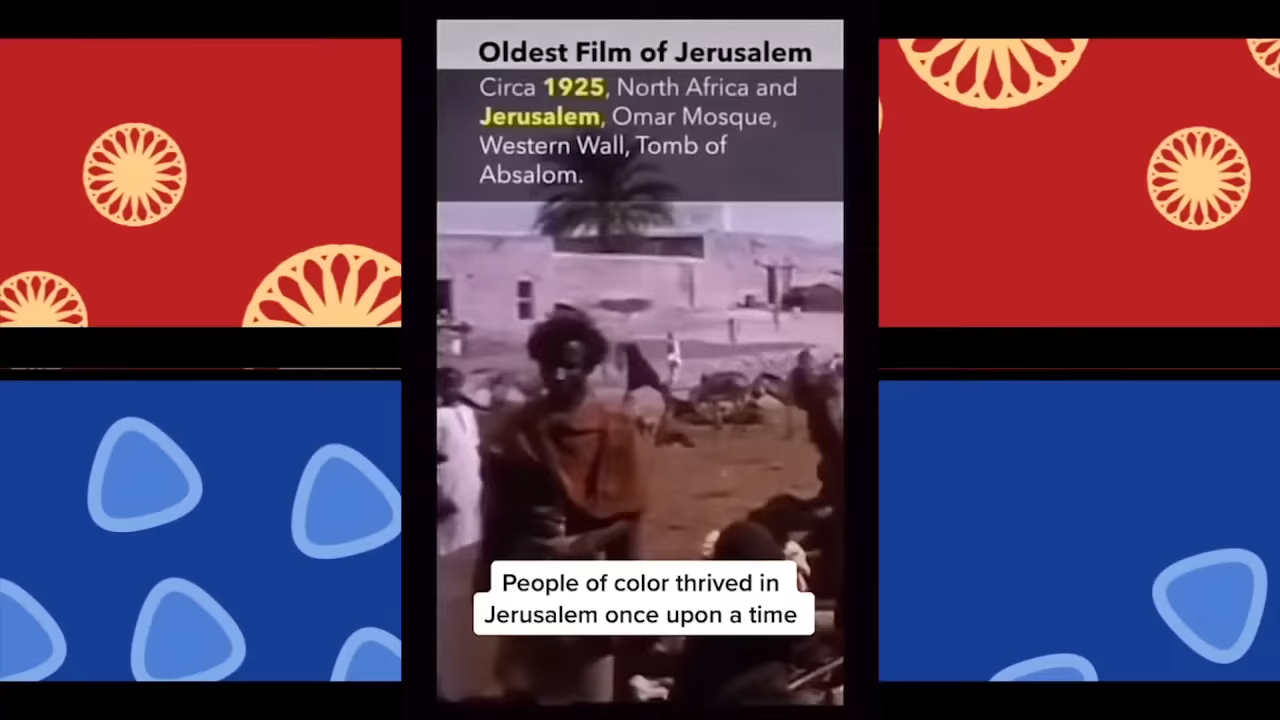 Oldest Film of Jerusalem
Circa 1925, North Africa and
Jerusalem, Omar Mosque,
Western Wall, Tomb of
Absalom.
People of color thrived in
Jerusalem once upon a time